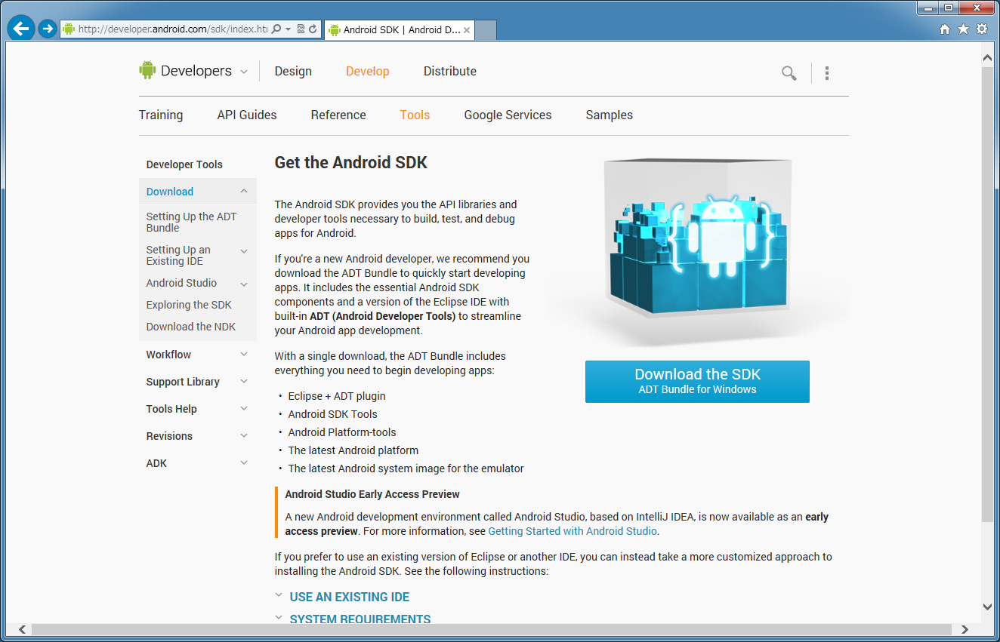 http://developer.android.com/sdk/index.ht
Android SDK | Android D...
Developers
Design
Develop
Distribute
Training
API Guides
Reference
Tools
Google Services
Samples
Developer Tools
Download
Setting Up the ADT
Bundle
Setting Up an
Existing IDE
Android Studio
Exploring the SDK
Download the NDK
Workflow
Support Library
Tools Help
Revisions
ADK
Get the Android SDK
The Android SDK provides you the API libraries and
developer tools necessary to build, test, and debug
apps for Android.
If you're a new Android developer, we recommend you
download the ADT Bundle to quickly start developing
apps. It includes the essential Android SDK
components and a version of the Eclipse IDE with
built-in ADT (Android Developer Tools) to streamline
your Android app development.
With a single download, the ADT Bundle includes
everything you need to begin developing apps:
• Eclipse + ADT plugin
• Android SDK Tools
• Android Platform-tools
• The latest Android platform
• The latest Android system image for the emulator
Download the SDK
ADT Bundle for Windows
Android Studio Early Access Preview
A new Android development environment called Android Studio, based on IntelliJ IDEA, is now available as an early
access preview. For more information, see Getting Started with Android Studio.
If you prefer to use an existing version of Eclipse or another IDE, you can instead take a more customized approach to
installing the Android SDK. See the following instructions:
USE AN EXISTING IDE
SYSTEM REQUIREMENTS